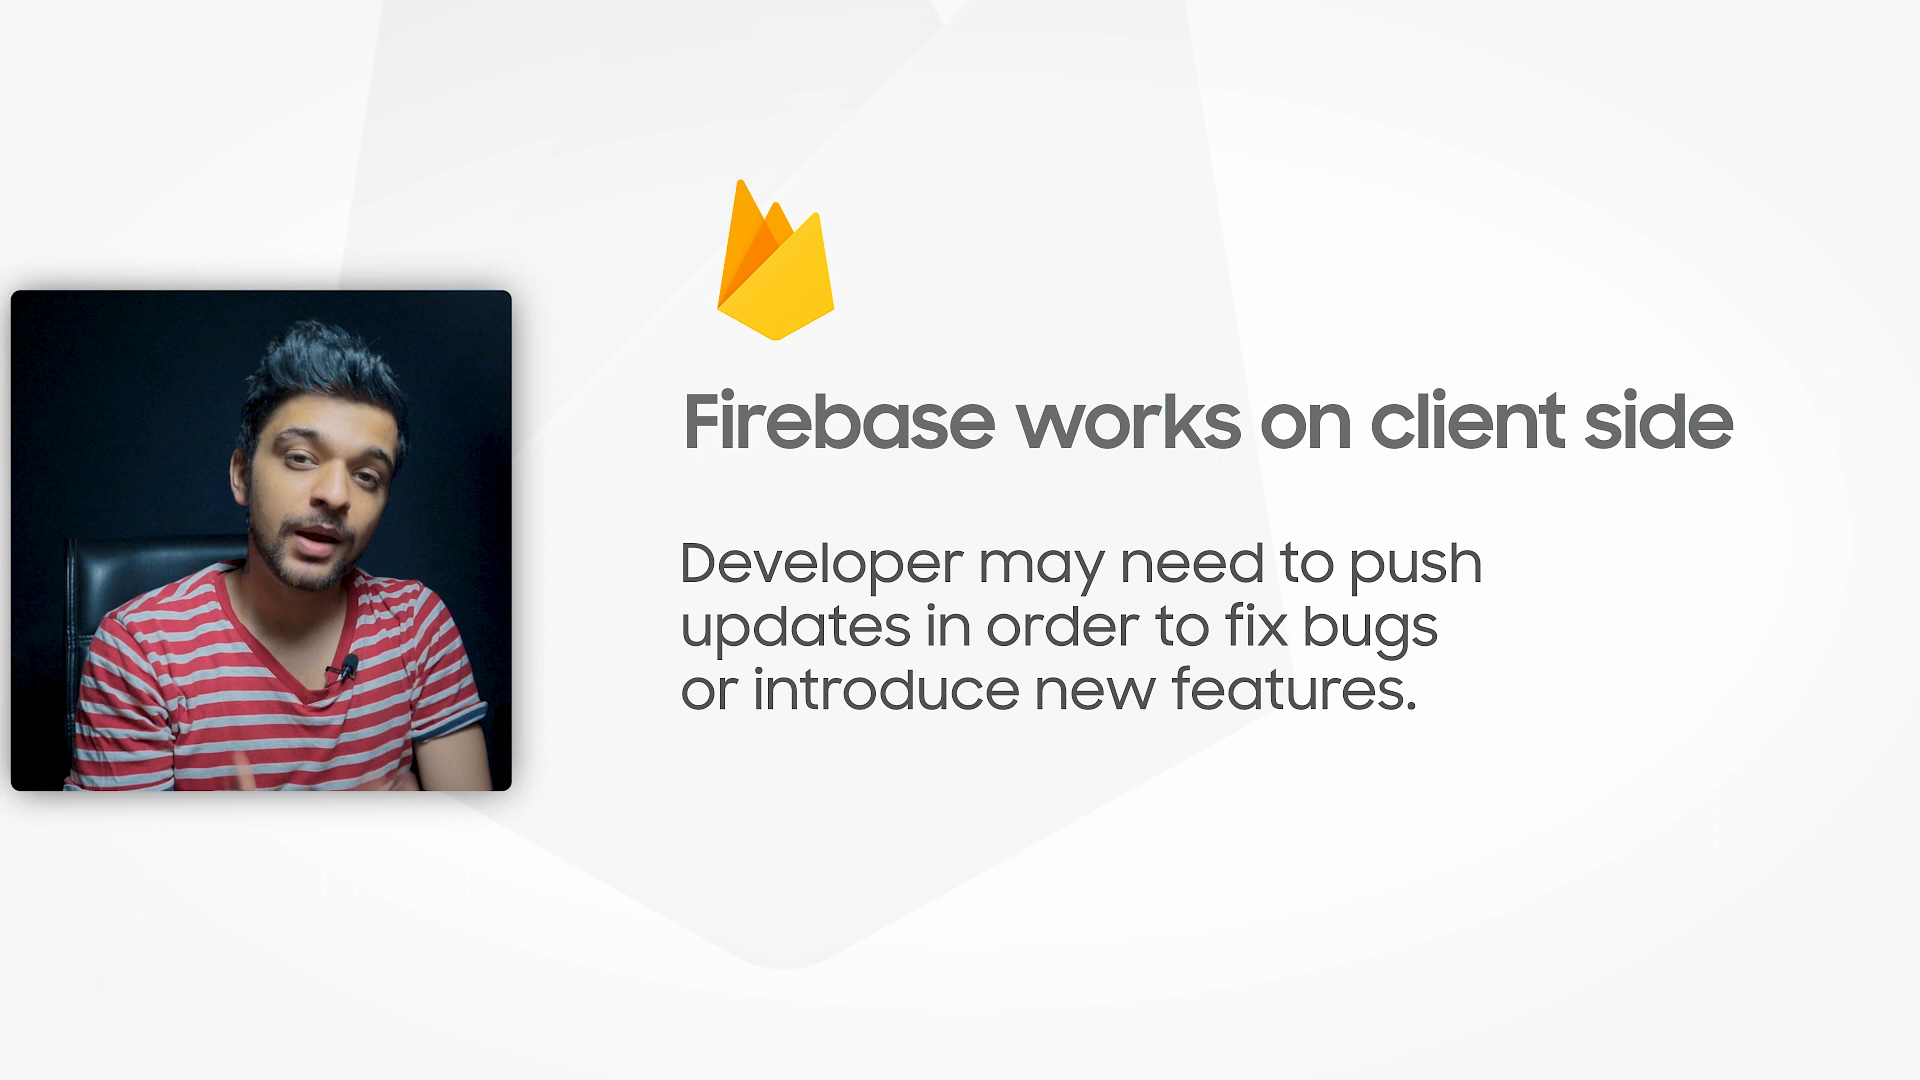 Firebase works on client side
Developer may need to push
updates in order to fix bugs
or introduce new features.